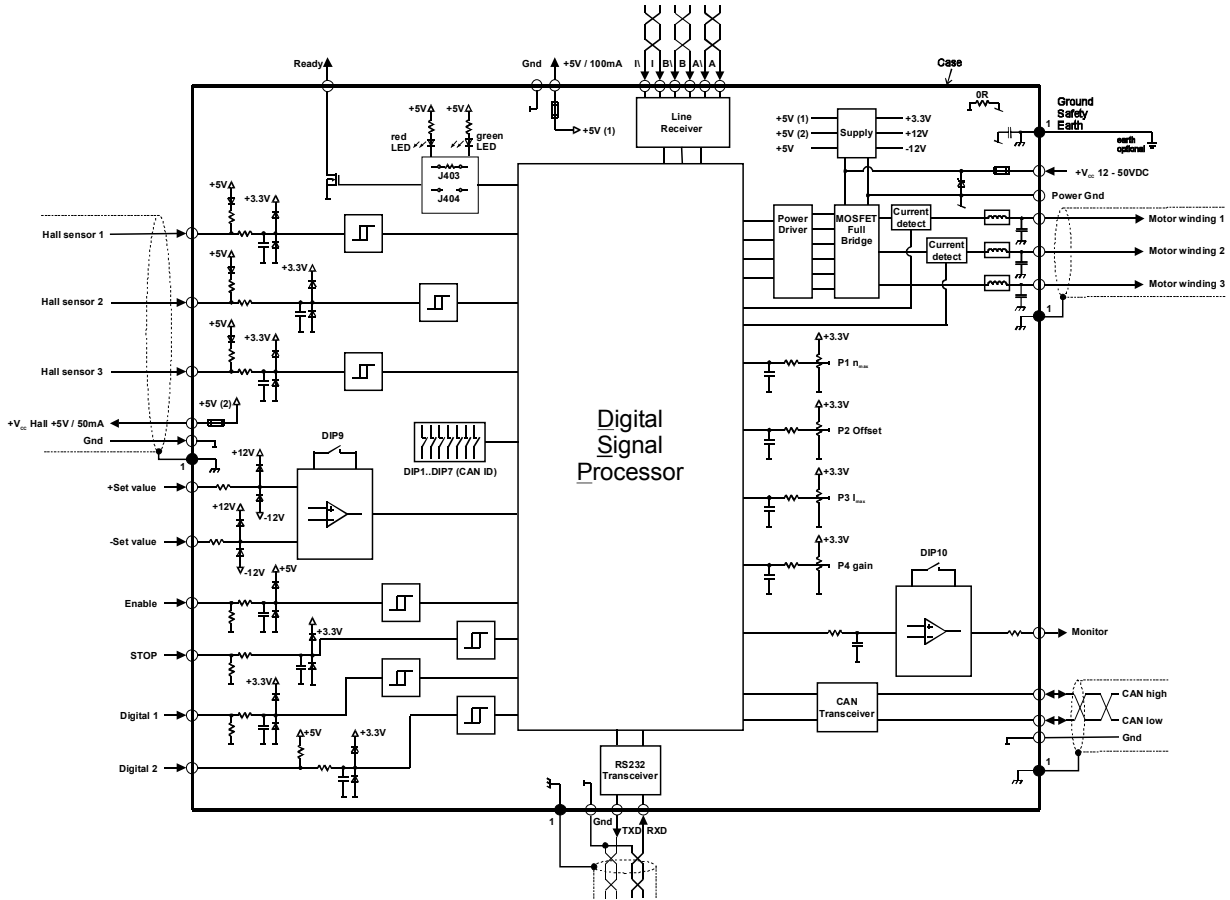 Ready
Gnd
+5V / 100mA
I\ I B\ B A\ A
Case
Line
Receiver
0R
Ground
Safety
Earth
1
earth
optional
+5V
+5V
red
LED
green
LED
J403
J404
+5V (1)
+5V (1)
+5V (2)
+5V
Supply
+3.3V
+12V
-12V
+Vcc 12 - 50VDC
Power Gnd
Power
Driver
MOSFET
Full
Bridge
Current
detect
Current
detect
Motor winding 1
Motor winding 2
Motor winding 3
1
+5V
+3.3V
Hall sensor 1
+5V
+3.3V
Hall sensor 2
+5V
+3.3V
Hall sensor 3
+5V (2)
+Vcc Hall +5V / 50mA
Gnd
1
DIP9
DIP1..DIP7 (CAN ID)
Digital
Signal
Processor
+3.3V
P1 nmax
+3.3V
P2 Offset
+3.3V
P3 Imax
+3.3V
P4 gain
+12V
+Set value
-12V
+12V
-Set value
-12V
+5V
Enable
+3.3V
STOP
+3.3V
Digital 1
+5V
+3.3V
Digital 2
DIP10
Monitor
CAN
Transceiver
CAN high
CAN low
Gnd
1
RS232
Transceiver
1
Gnd
TXD
RXD